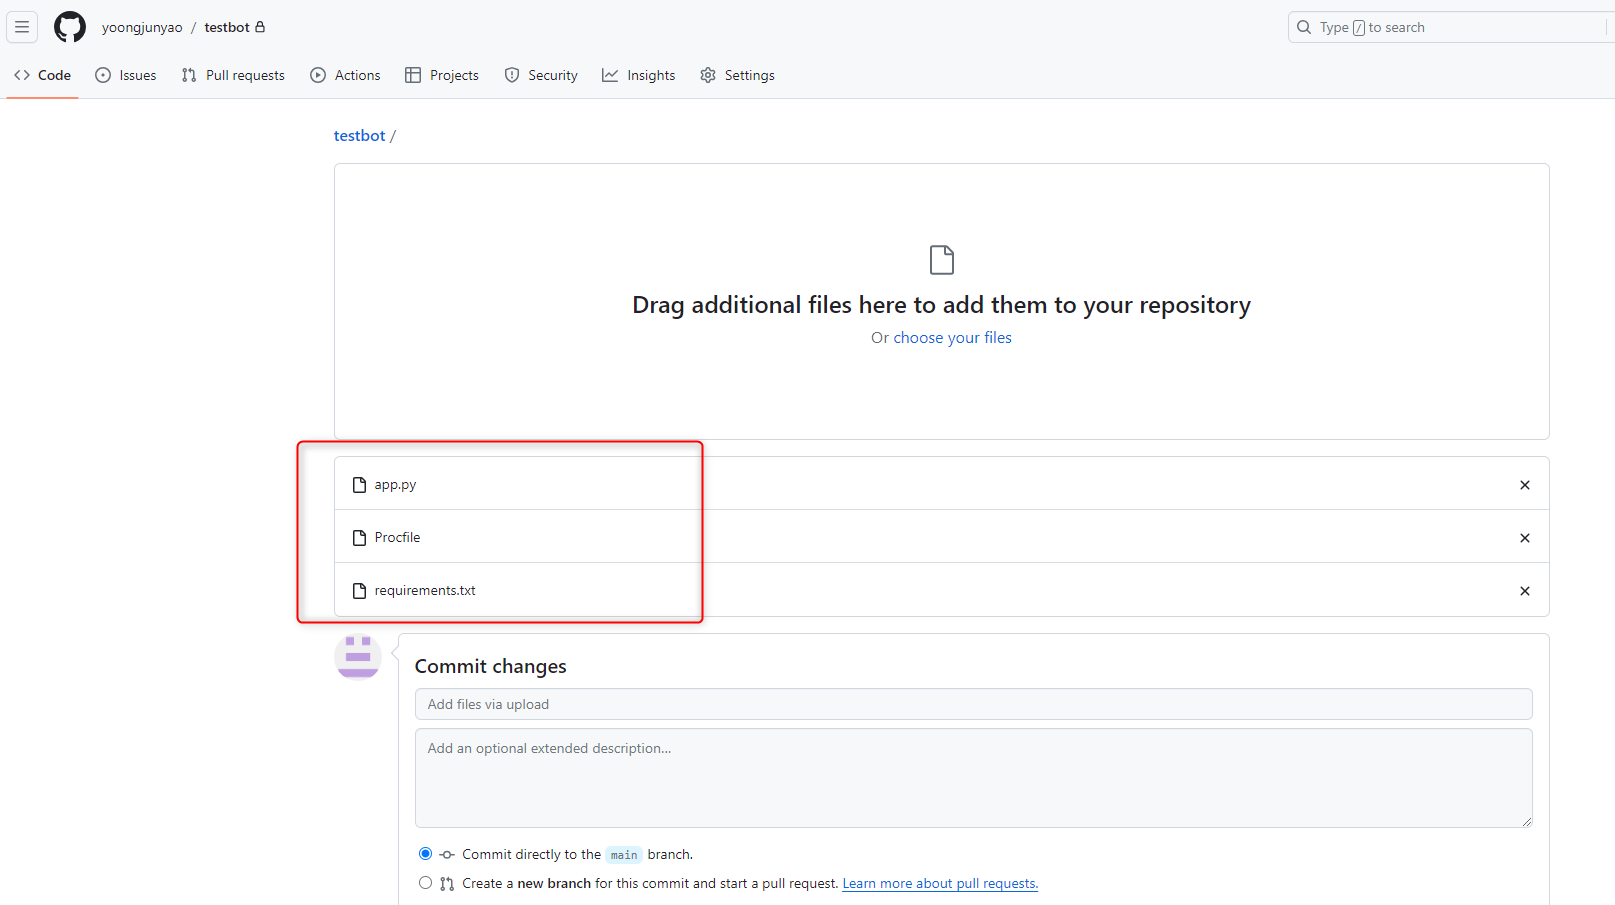 yoongjunyao / testbot
Type / to search
Code Issues Pull requests Actions Projects Security Insights Settings
testbot /
Drag additional files here to add them to your repository
Or choose your files
app.py
Procfile
requirements.txt
Commit changes
Add files via upload
Add an optional extended description...
Commit directly to the main branch.
Create a new branch for this commit and start a pull request. Learn more about pull requests.